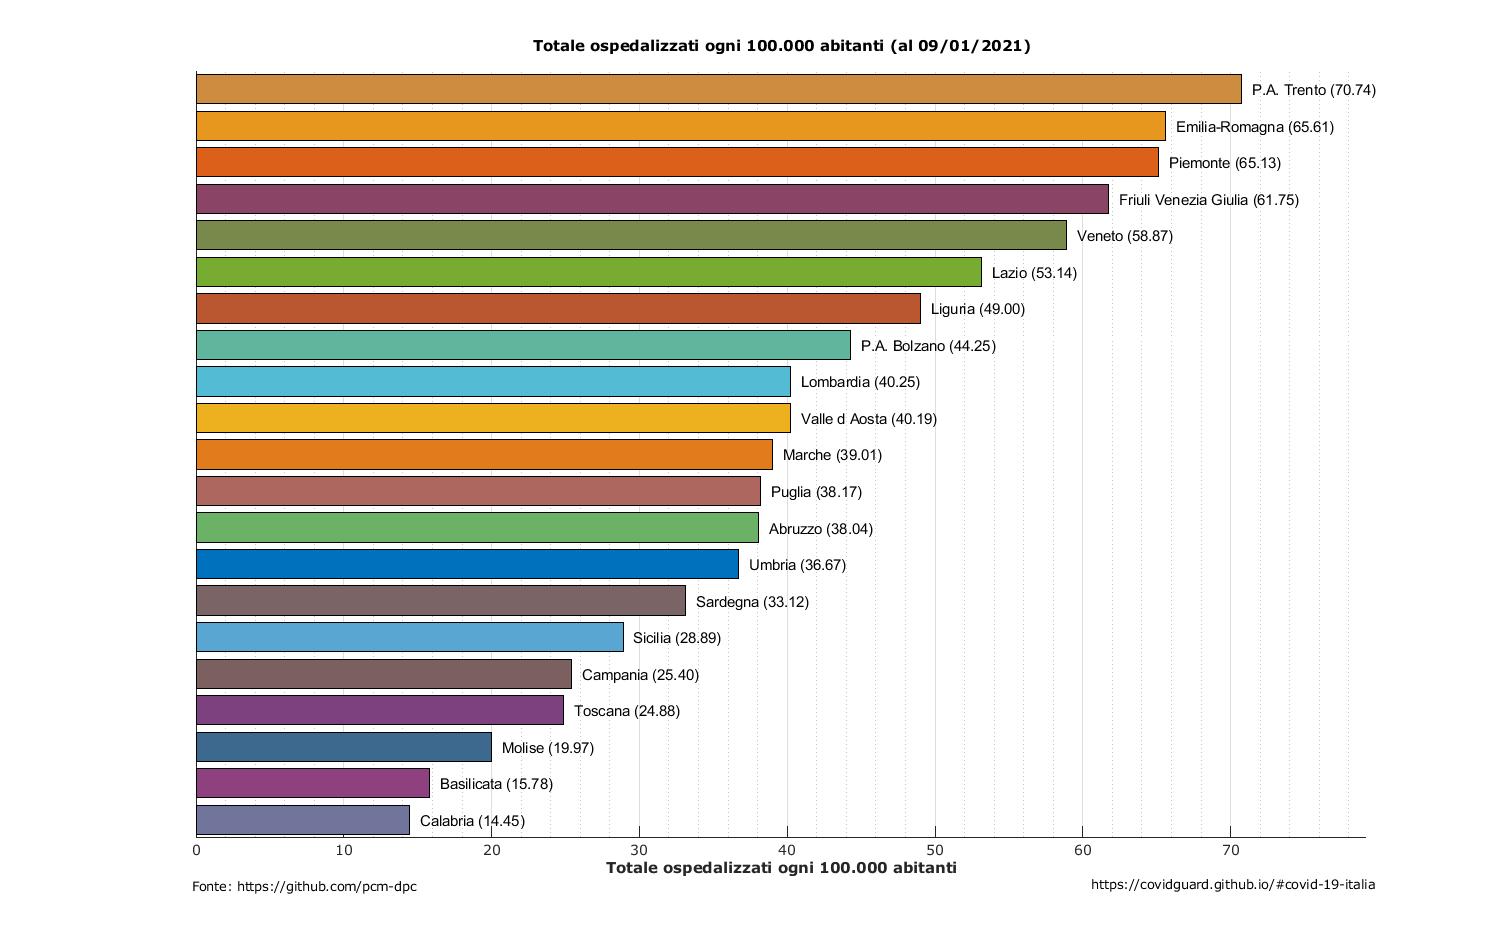 Totale ospedalizzati ogni 100.000 abitanti (al 09/01/2021)
P.A. Trento (70.74)
Emilia-Romagna (65.61)
Piemonte (65.13)
Friuli Venezia Giulia (61.75)
Veneto (58.87)
Lazio (53.14)
Liguria (49.00)
P.A. Bolzano (44.25)
Lombardia (40.25)
Valle d Aosta (40.19)
Marche (39.01)
Puglia (38.17)
Abruzzo (38.04)
Umbria (36.67)
Sardegna (33.12)
Sicilia (28.89)
Campania (25.40)
Toscana (24.88)
Molise (19.97)
Basilicata (15.78)
Calabria (14.45)
0 10 20 30 40 50 60 70
Totale ospedalizzati ogni 100.000 abitanti
Fonte: https://github.com/pcm-dpc
https://covidguard.github.io/#covid-19-italia